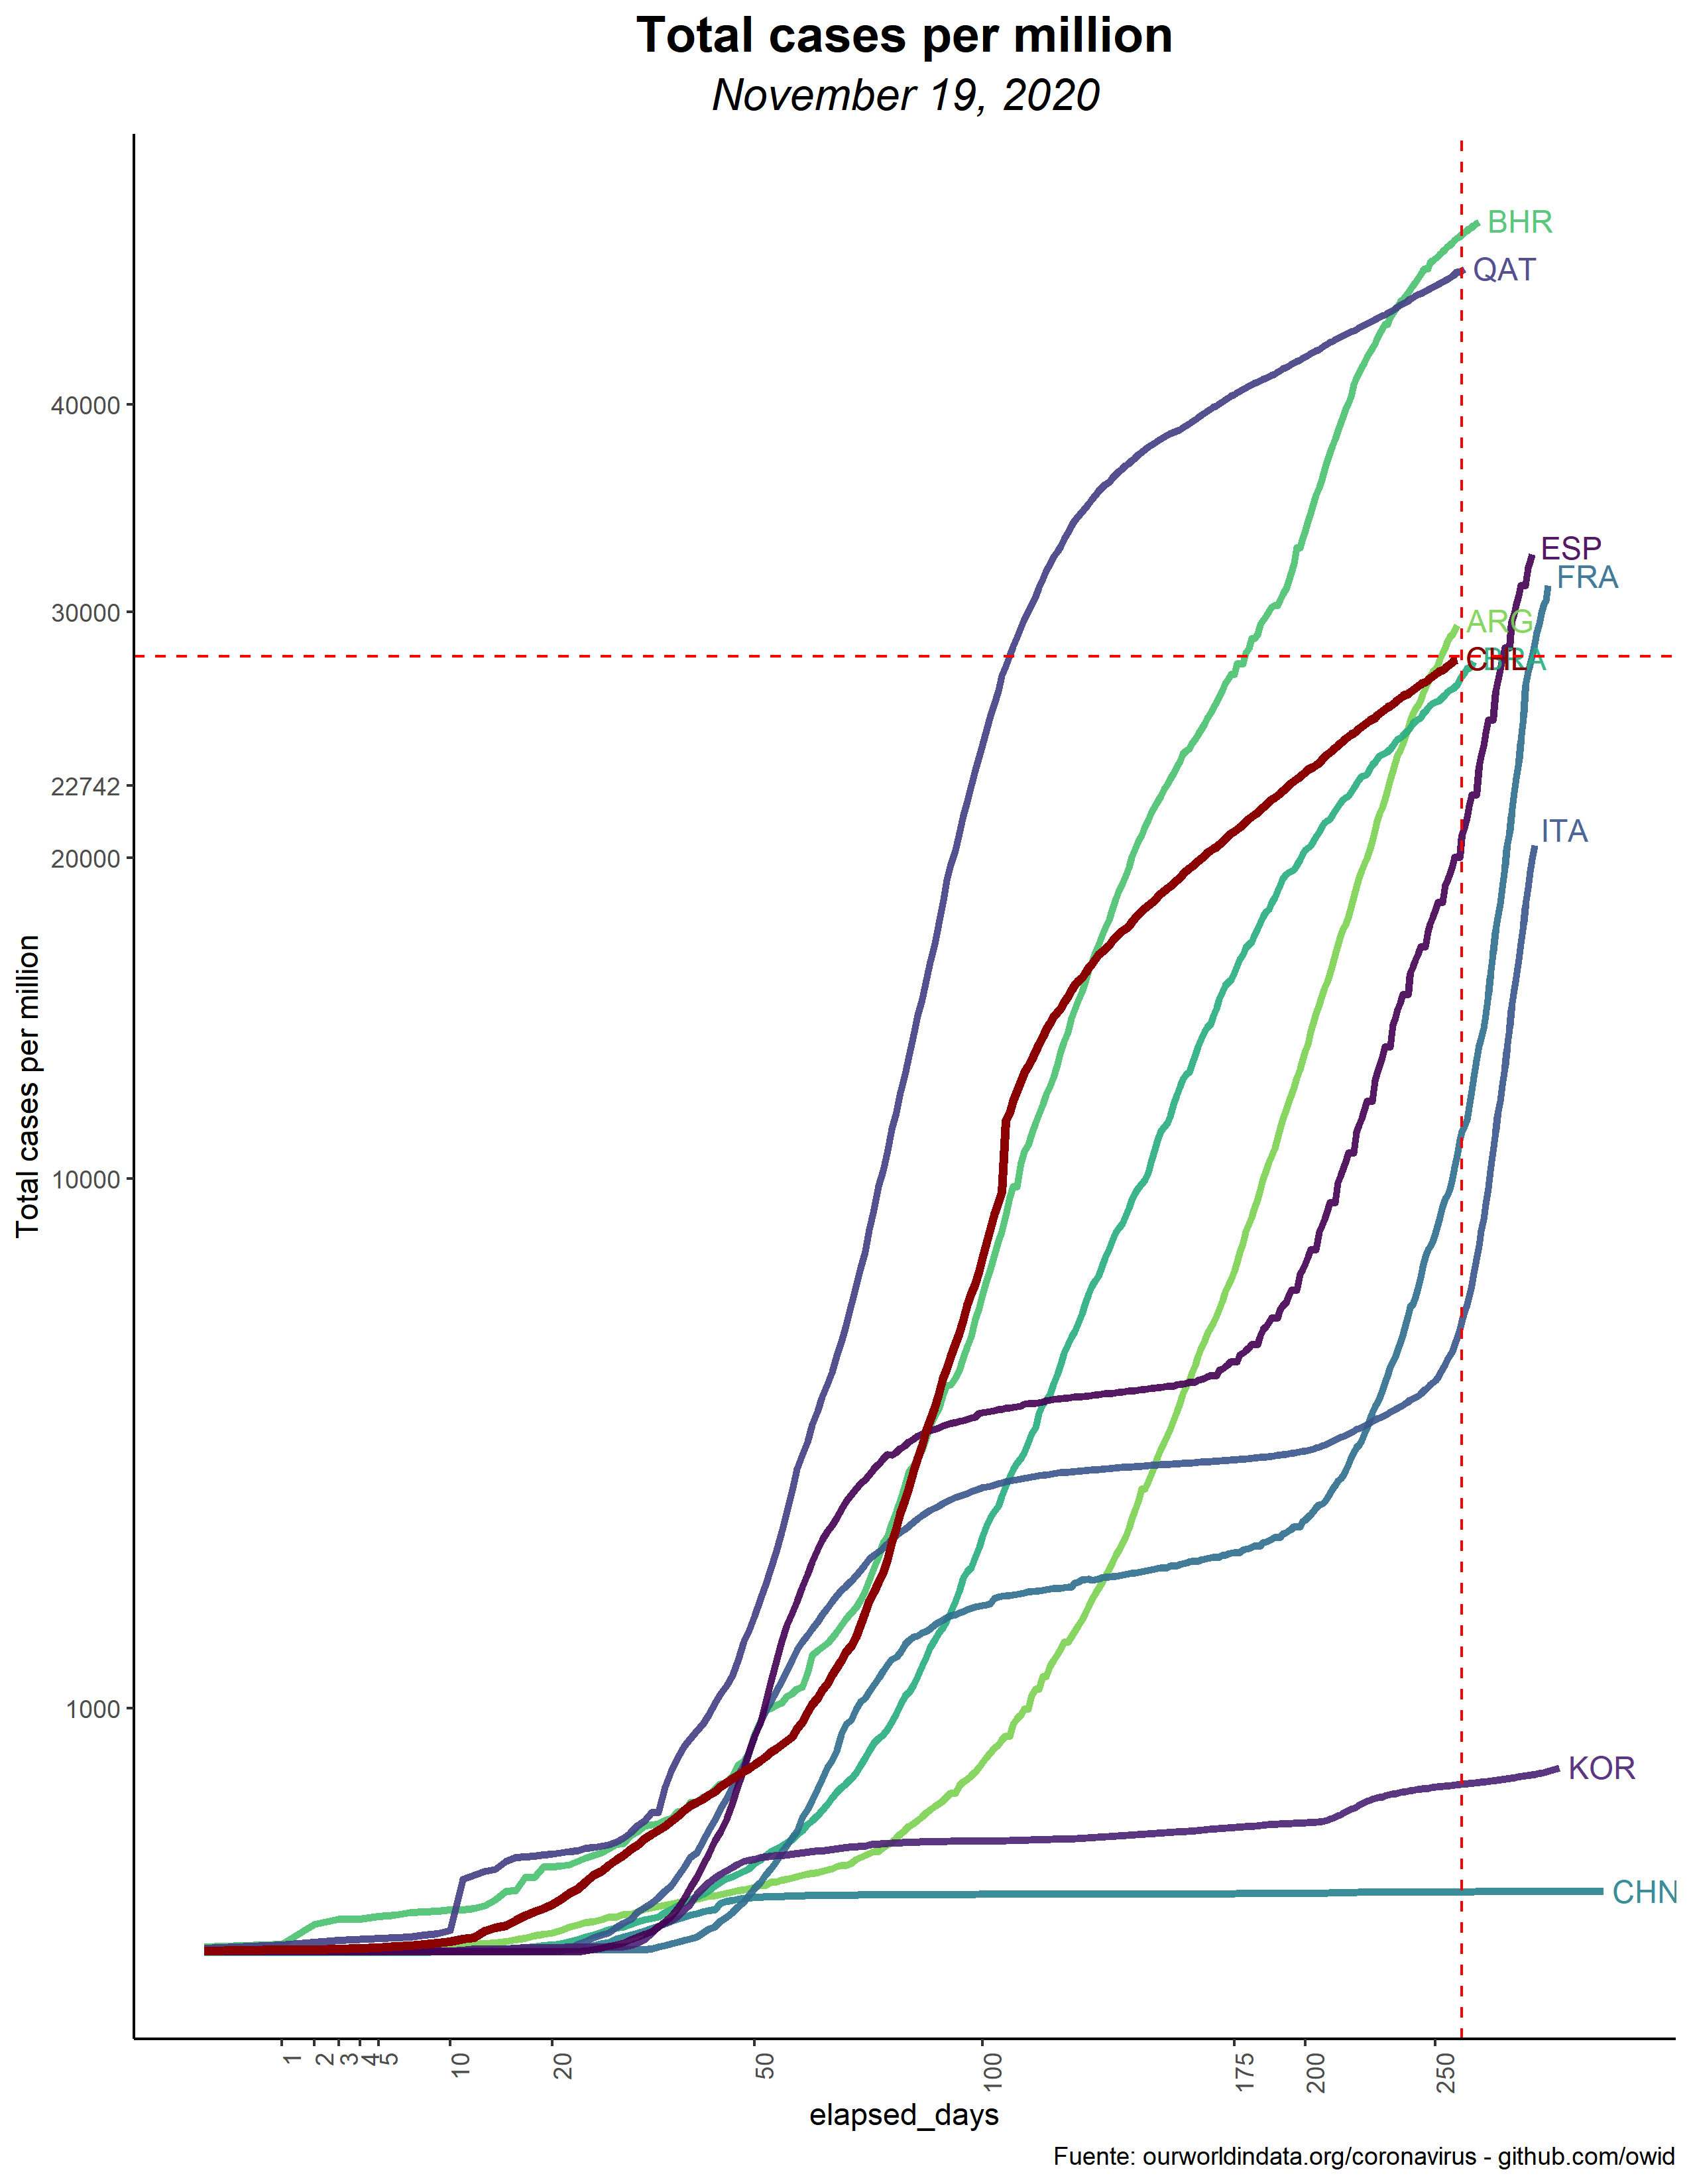 Total cases per million
November 19, 2020
BHR
QAT
40000
ESP
FRA
30000
ARG
CHL
BRA
22742
ITA
20000
Total cases per million
10000
1000
KOR
CHN
1 2 3 4 5 10 20 50 100 175 200 250
elapsed_days
Fuente: ourworldindata.org/coronavirus - github.com/owid